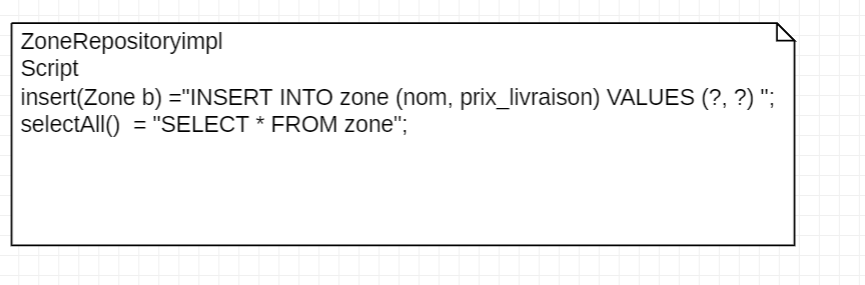 ZoneRepositoryimpl
Script
insert(Zone b) ="INSERT INTO zone (nom, prix_livraison) VALUES (?, ?) ";
selectAll()  = "SELECT * FROM zone";